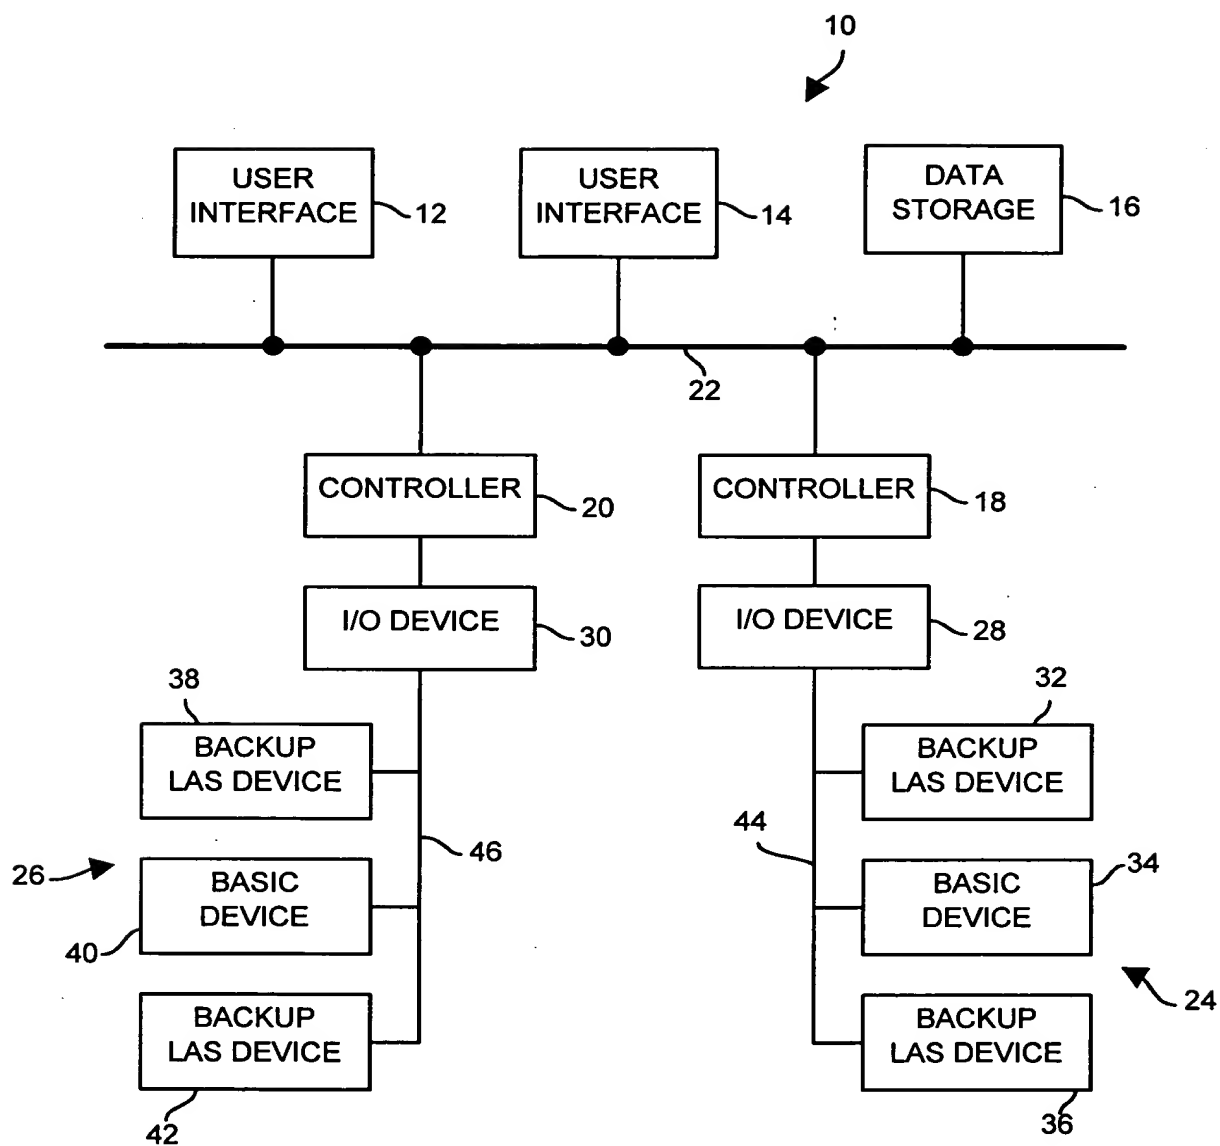 10
USER
INTERFACE
12
USER
INTERFACE
14
DATA
STORAGE
16
22
CONTROLLER
20
CONTROLLER
18
I/O DEVICE
30
I/O DEVICE
28
38
BACKUP
LAS DEVICE
32
BACKUP
LAS DEVICE
46
44
26
BASIC
DEVICE
40
BASIC
DEVICE
34
24
BACKUP
LAS DEVICE
42
BACKUP
LAS DEVICE
36